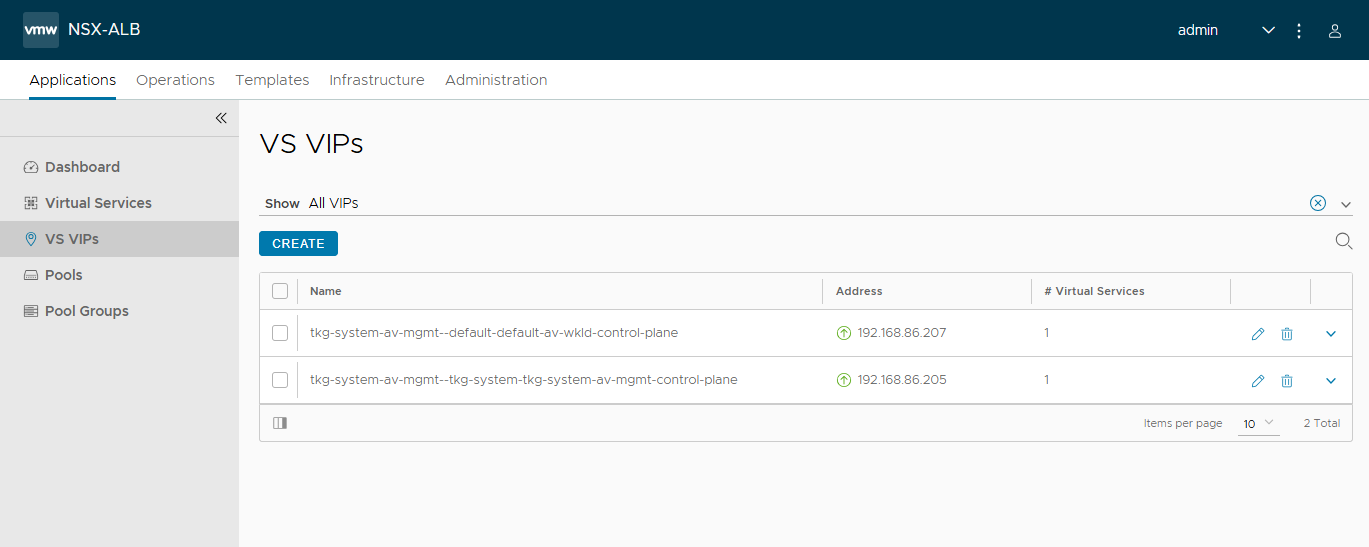 vmw NSX-ALB admin
Applications Operations Templates Infrastructure Administration
Dashboard
Virtual Services
VS VIPs
Pools
Pool Groups
VS VIPs
Show All VIPs
CREATE
Name Address # Virtual Services
tkg-system-av-mgmt--default-default-av-wkld-control-plane 192.168.86.207 1
tkg-system-av-mgmt--tkg-system-tkg-system-av-mgmt-control-plane 192.168.86.205 1
Items per page 10 2 Total